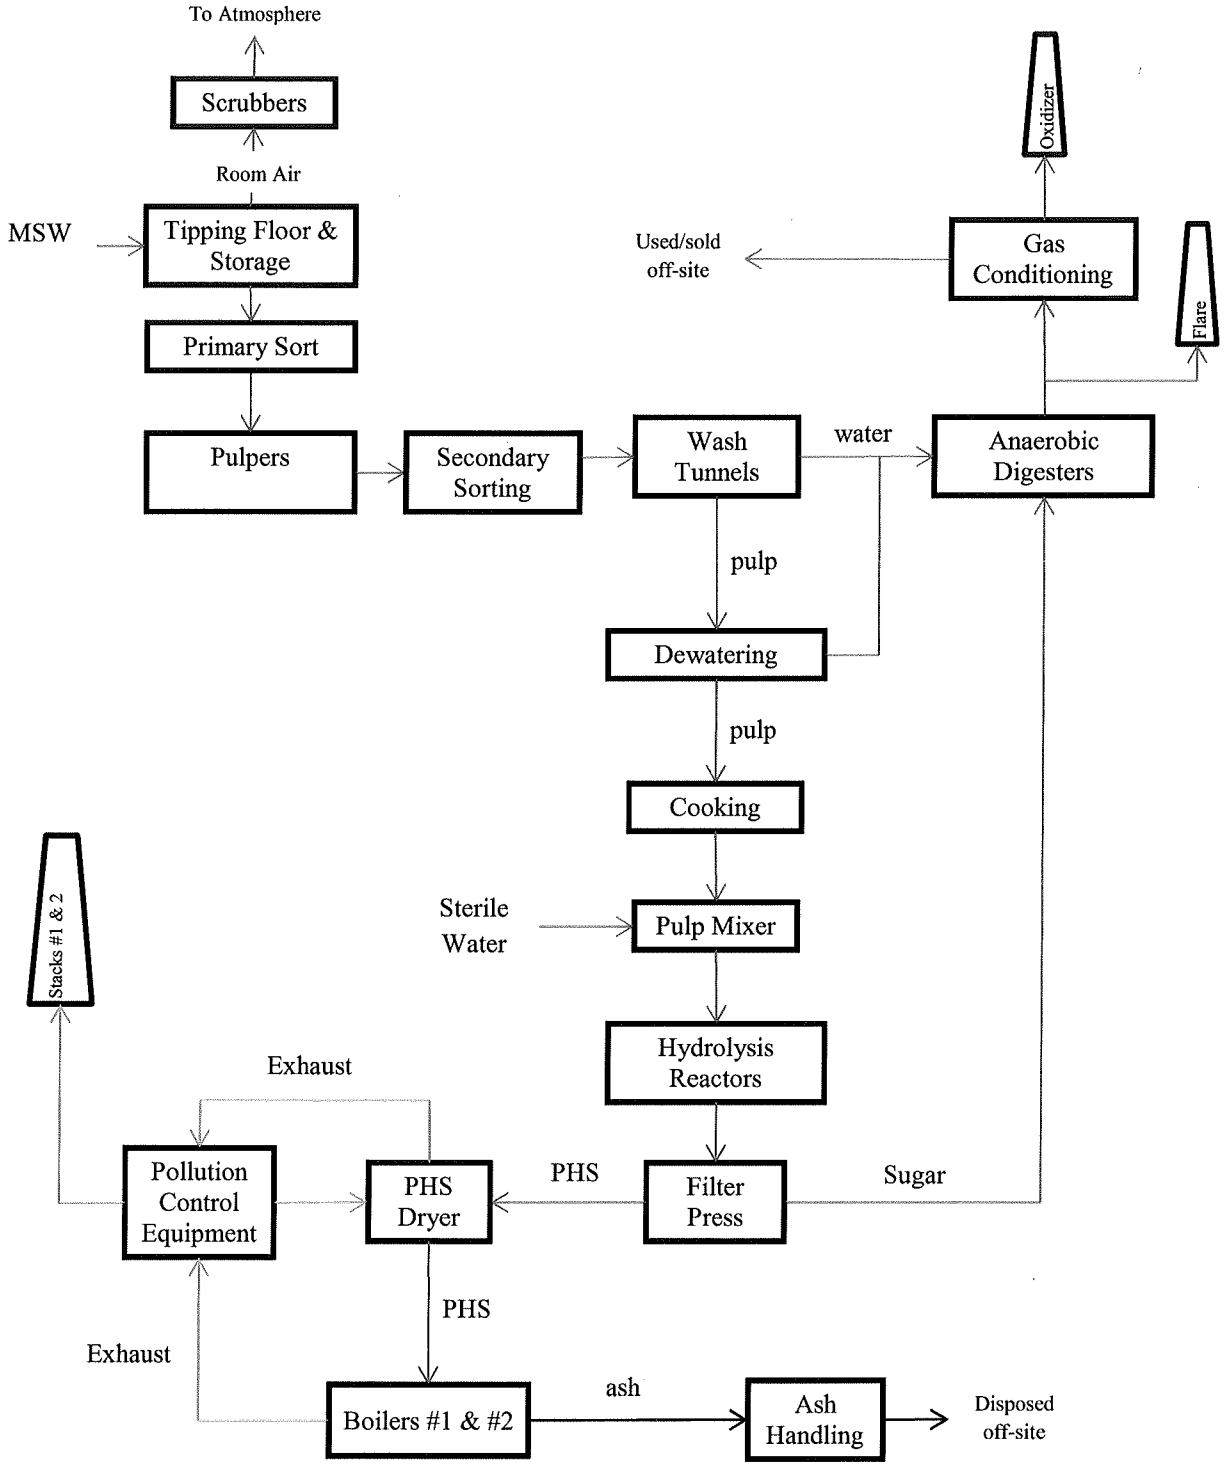 To Atmosphere
Scrubbers
Room Air
MSW
Tipping Floor &
Storage
Primary Sort
Pulpers
Secondary
Sorting
Wash
Tunnels
water
Anaerobic
Digesters
Used/sold
off-site
Gas
Conditioning
Oxidizer
Flare
pulp
Dewatering
pulp
Cooking
Sterile
Water
Pulp Mixer
Hydrolysis
Reactors
Stacks #1 & 2
Exhaust
Pollution
Control
Equipment
PHS
Dryer
PHS
Filter
Press
Sugar
PHS
Exhaust
Boilers #1 & #2
ash
Ash
Handling
Disposed
off-site